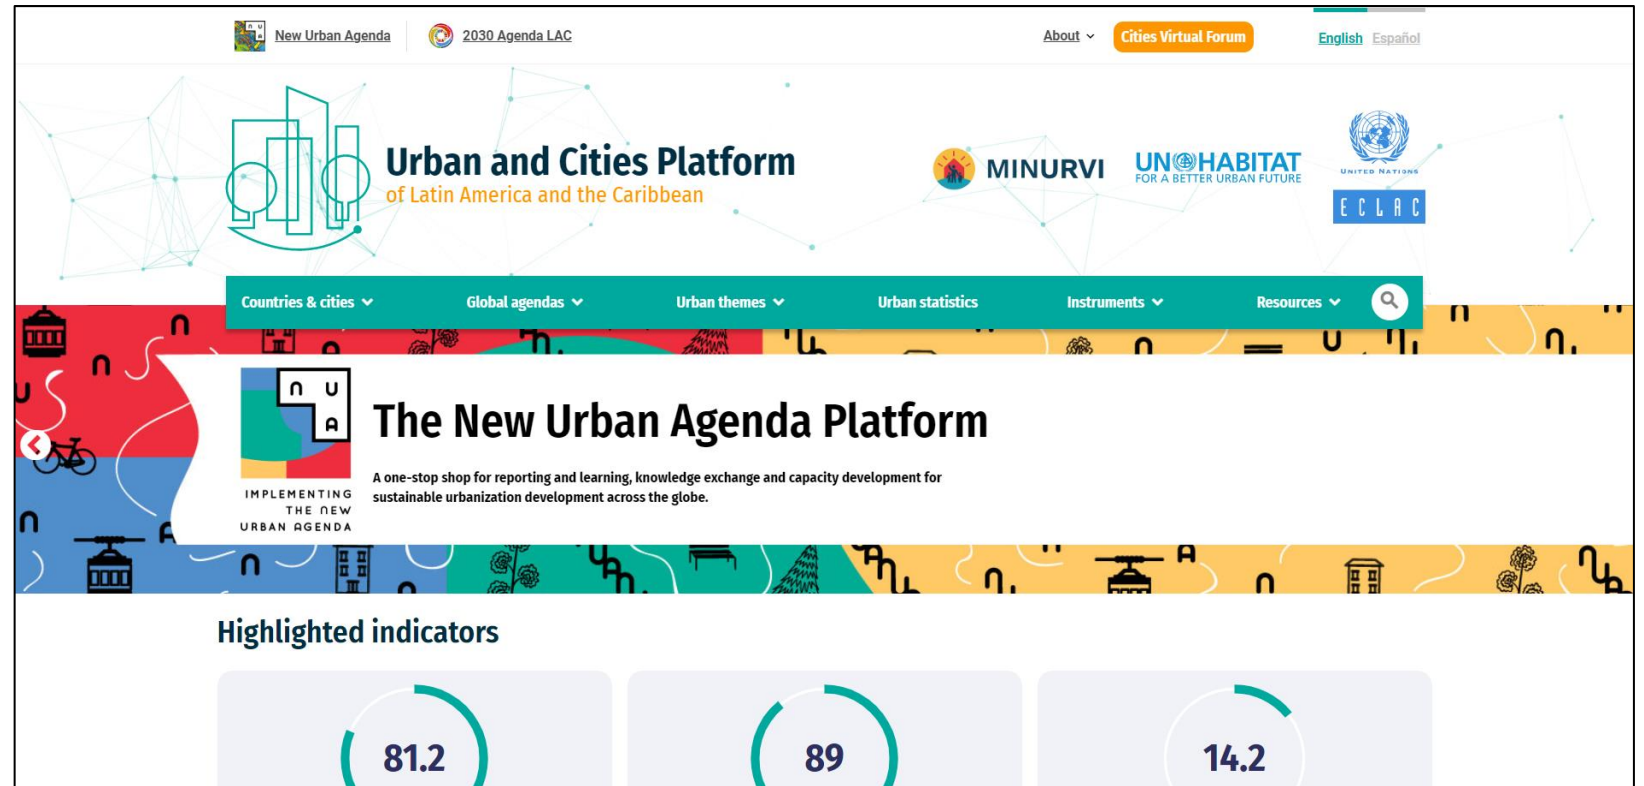 New Urban Agenda
2030 Agenda LAC
About
Cities Virtual Forum
English Español
Urban and Cities Platform
of Latin America and the Caribbean
MINURVI
UN HABITAT
FOR A BETTER URBAN FUTURE
UNITED NATIONS
ECLAC
Countries & cities
Global agendas
Urban themes
Urban statistics
Instruments
Resources
N U
A
IMPLEMENTING
THE NEW
URBAN AGENDA
The New Urban Agenda Platform
A one-stop shop for reporting and learning, knowledge exchange and capacity development for
sustainable urbanization development across the globe.
Highlighted indicators
81.2
89
14.2